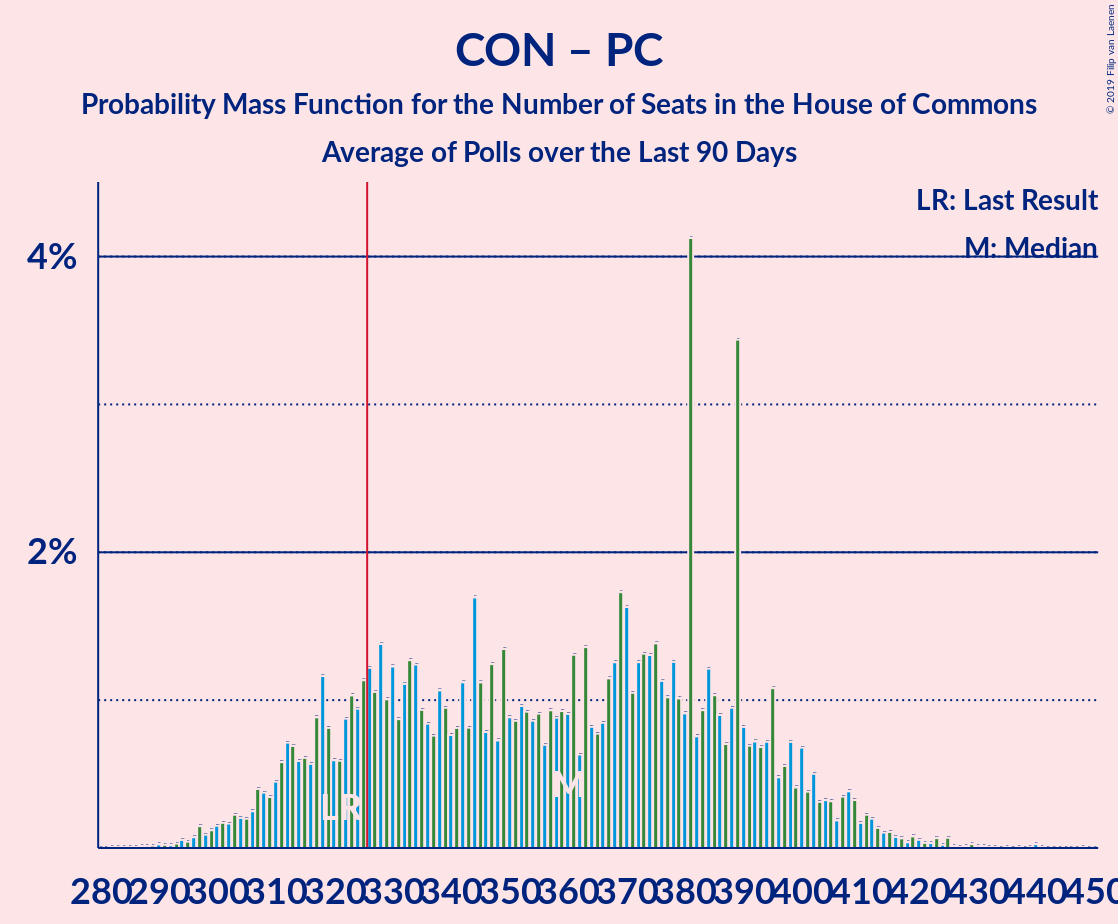 CON – PC
Probability Mass Function for the Number of Seats in the House of Commons
Average of Polls over the Last 90 Days
© 2019 Filip van Laenen
LR: Last Result
M: Median
4%
2%
LR
M
280 290 300 310 320 330 340 350 360 370 380 390 400 410 420 430 440 450